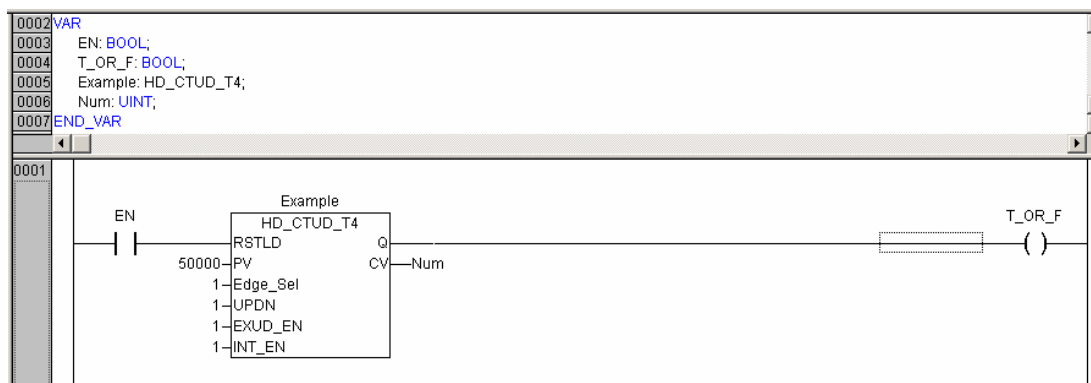 0002 VAR
0003 EN: BOOL;
0004 T_OR_F: BOOL;
0005 Example: HD_CTUD_T4;
0006 Num: UINT;
0007 END_VAR
0001
Example
EN HD_CTUD_T4 T_OR_F
RSTLD Q
50000 PV CV Num
1 Edge_Sel
1 UPDN
1 EXUD_EN
1 INT_EN